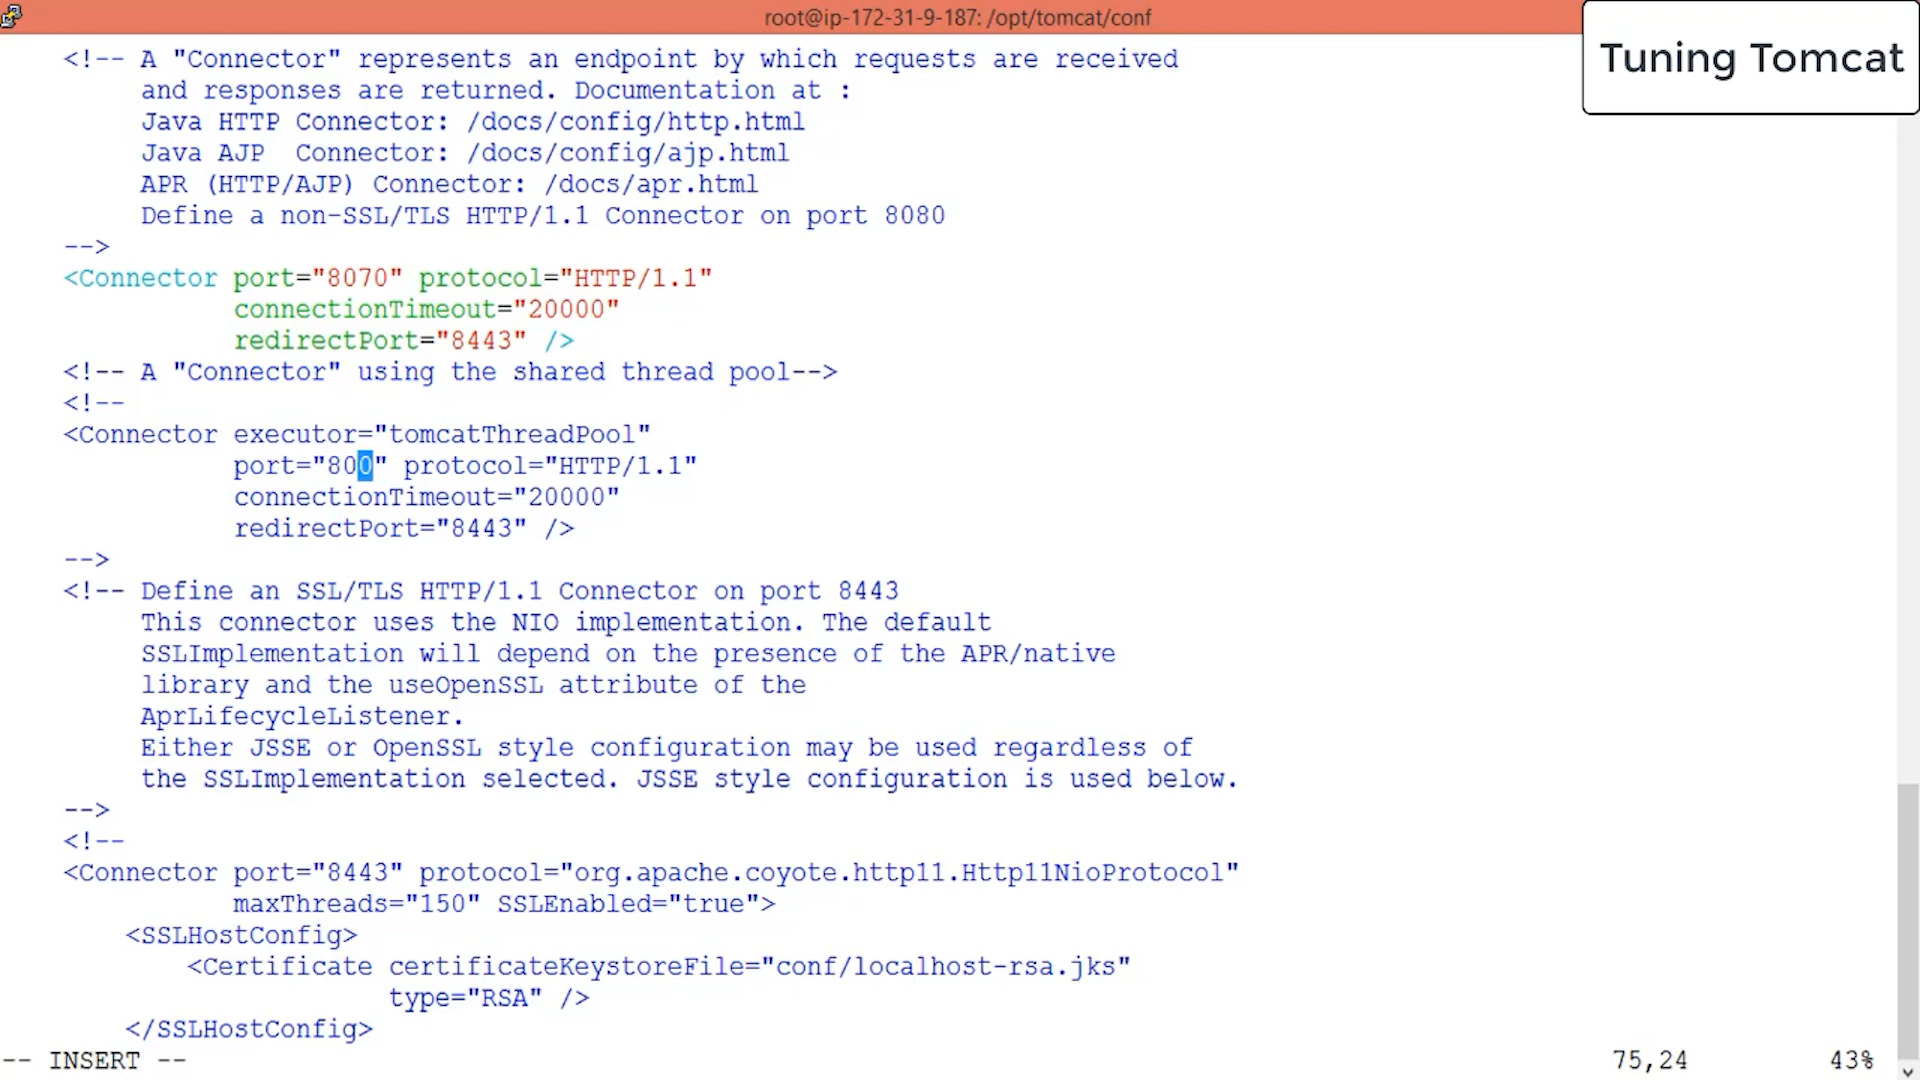 root@ip-172-31-9-187: /opt/tomcat/conf
Tuning Tomcat
<!-- A "Connector" represents an endpoint by which requests are received
and responses are returned. Documentation at :
Java HTTP Connector: /docs/config/http.html
Java AJP  Connector: /docs/config/ajp.html
APR (HTTP/AJP) Connector: /docs/apr.html
Define a non-SSL/TLS HTTP/1.1 Connector on port 8080
-->
<Connector port="8070" protocol="HTTP/1.1"
connectionTimeout="20000"
redirectPort="8443" />
<!-- A "Connector" using the shared thread pool-->
<!--
<Connector executor="tomcatThreadPool"
port="800" protocol="HTTP/1.1"
connectionTimeout="20000"
redirectPort="8443" />
-->
<!-- Define an SSL/TLS HTTP/1.1 Connector on port 8443
This connector uses the NIO implementation. The default
SSLImplementation will depend on the presence of the APR/native
library and the useOpenSSL attribute of the
AprLifecycleListener.
Either JSSE or OpenSSL style configuration may be used regardless of
the SSLImplementation selected. JSSE style configuration is used below.
-->
<!--
<Connector port="8443" protocol="org.apache.coyote.http11.Http11NioProtocol"
maxThreads="150" SSLEnabled="true">
<SSLHostConfig>
<Certificate certificateKeystoreFile="conf/localhost-rsa.jks"
type="RSA" />
</SSLHostConfig>
-- INSERT -- 75,24 43%